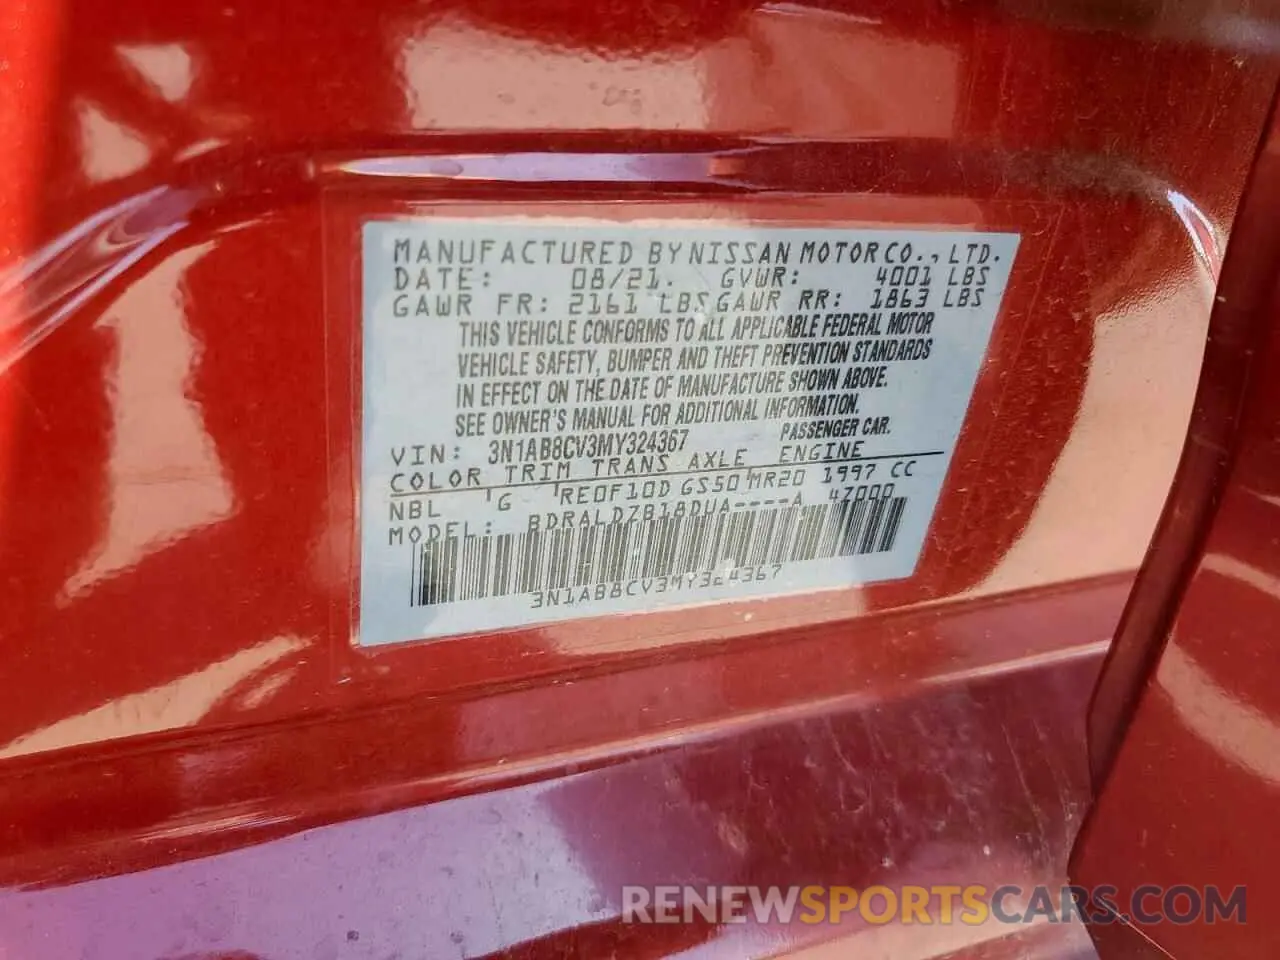 MANUFACTURED BY NISSAN MOTOR CO., LTD.
DATE: 08/21. GVWR: 4001 LBS
GAWR FR: 2161 LBS GAWR RR: 1863 LBS
THIS VEHICLE CONFORMS TO ALL APPLICABLE FEDERAL MOTOR
VEHICLE SAFETY, BUMPER AND THEFT PREVENTION STANDARDS
IN EFFECT ON THE DATE OF MANUFACTURE SHOWN ABOVE.
SEE OWNER'S MANUAL FOR ADDITIONAL INFORMATION.
VIN: 3N1AB8CV3MY324367 PASSENGER CAR.
COLOR TRIM TRANS AXLE ENGINE
NBL G RE0F10D GS50 MR20 1997 CC
MODEL: BDRALDZB18DUA----A 47000
3N1AB8CV3MY324367
RENEWSPORTSCARS.COM